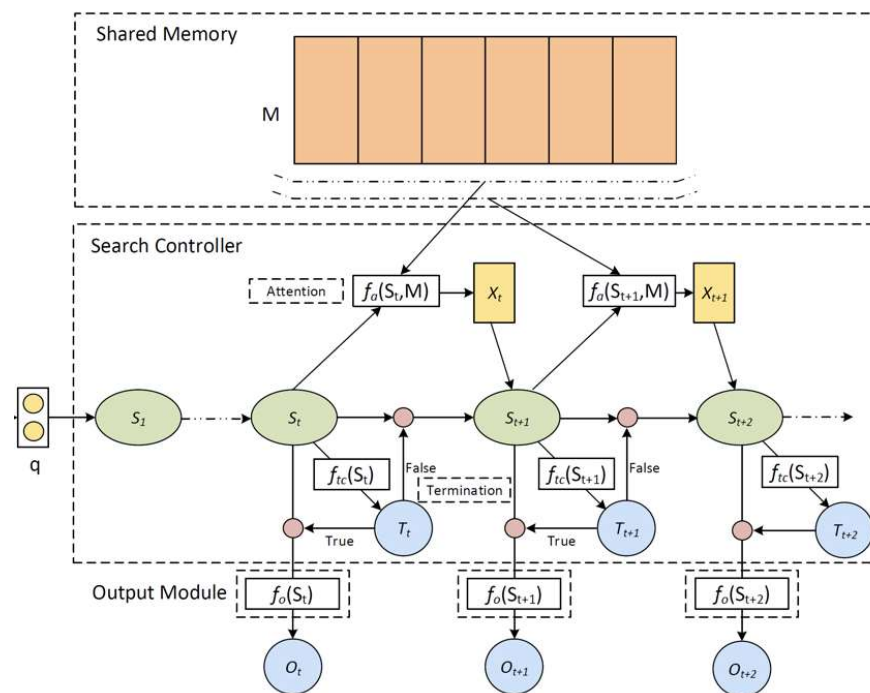 Shared Memory
M
Search Controller
Attention
fa(St,M)
Xt
fa(St+1,M)
Xt+1
q
S1
St
St+1
St+2
ftc(St)
False
Termination
ftc(St+1)
False
ftc(St+2)
True
Tt
True
Tt+1
Tt+2
Output Module
fo(St)
fo(St+1)
fo(St+2)
Ot
Ot+1
Ot+2